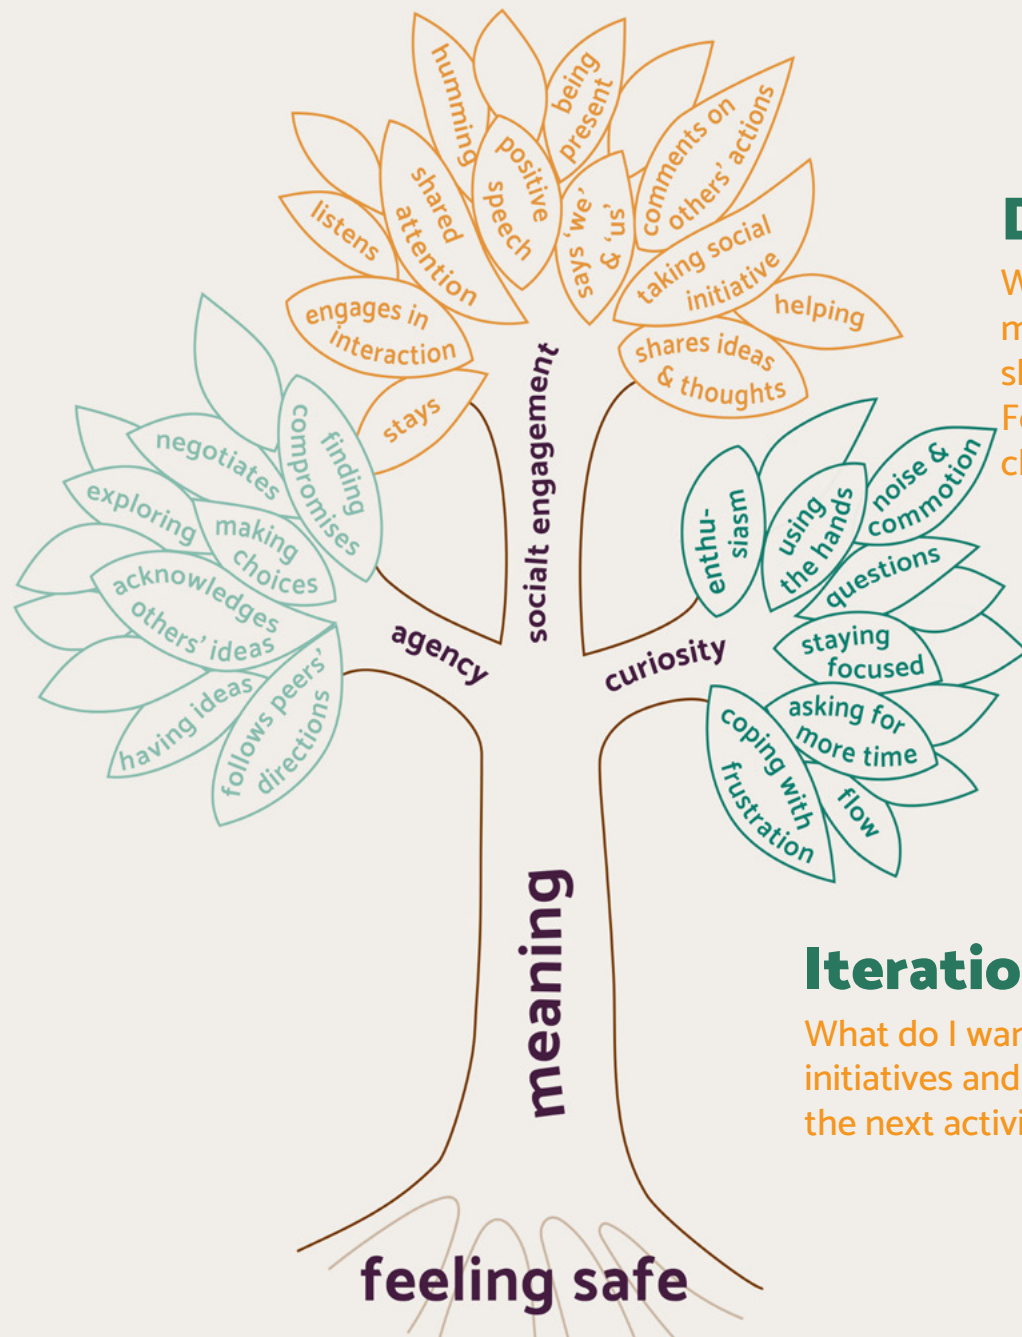 humming
being
present
comments on
others' actions
positive
speech
shared
attention
listens
says 'we'
& 'us'
taking social
initiative
engages in
interaction
helping
shares ideas
& thoughts
stays
socialt engagement
finding
compromises
negotiates
exploring
making
choices
acknowledges
others' ideas
having ideas
follows peers'
directions
agency
enthu-
siasm
using
the hands
noise &
commotion
questions
staying
focused
asking for
more time
coping with
frustration
flow
curiosity
meaning
feeling safe
Iteratio
What do I wan
initiatives and
the next activi